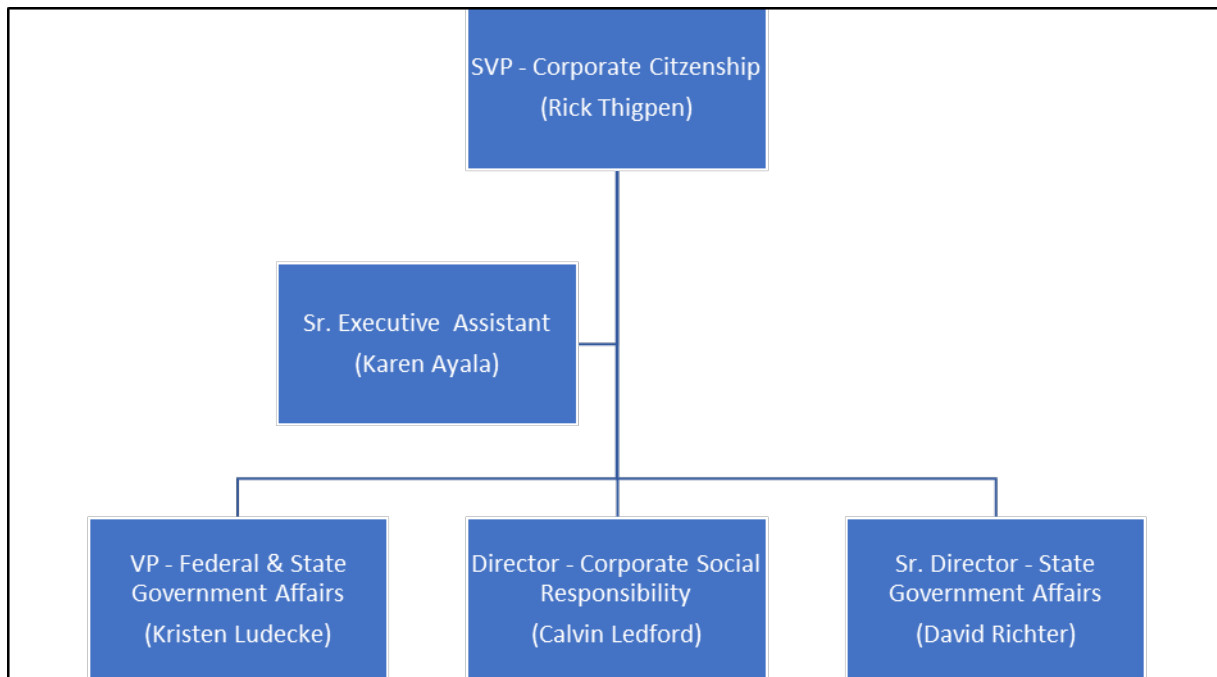 SVP - Corporate Citzenship
(Rick Thigpen)
Sr. Executive  Assistant
(Karen Ayala)
VP - Federal & State
Government Affairs
(Kristen Ludecke)
Director - Corporate Social
Responsibility
(Calvin Ledford)
Sr. Director - State
Government Affairs
(David Richter)